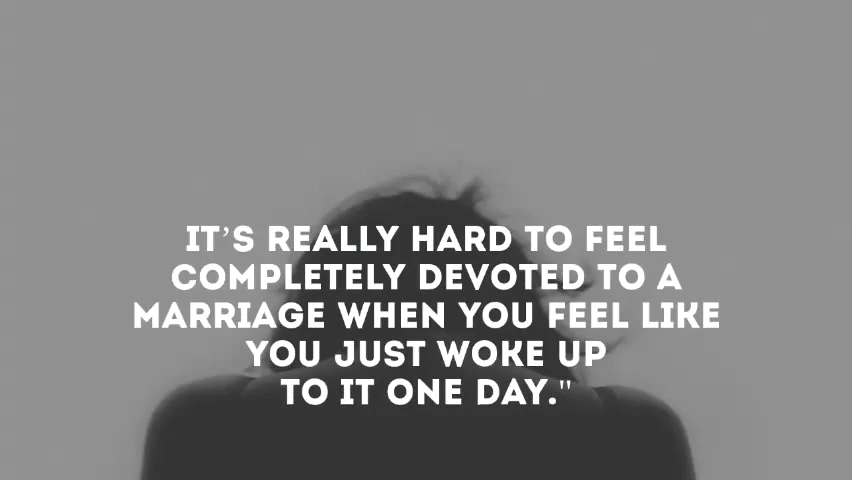 IT’S REALLY HARD TO FEEL
COMPLETELY DEVOTED TO A
MARRIAGE WHEN YOU FEEL LIKE
YOU JUST WOKE UP
TO IT ONE DAY."